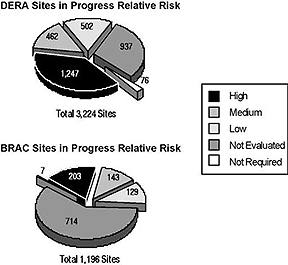 DERA Sites in Progress Relative Risk
502
462
937
1,247
76
Total 3,224 Sites
High
Medium
Low
Not Evaluated
Not Required
BRAC Sites in Progress Relative Risk
7
203
143
129
714
Total 1,196 Sites